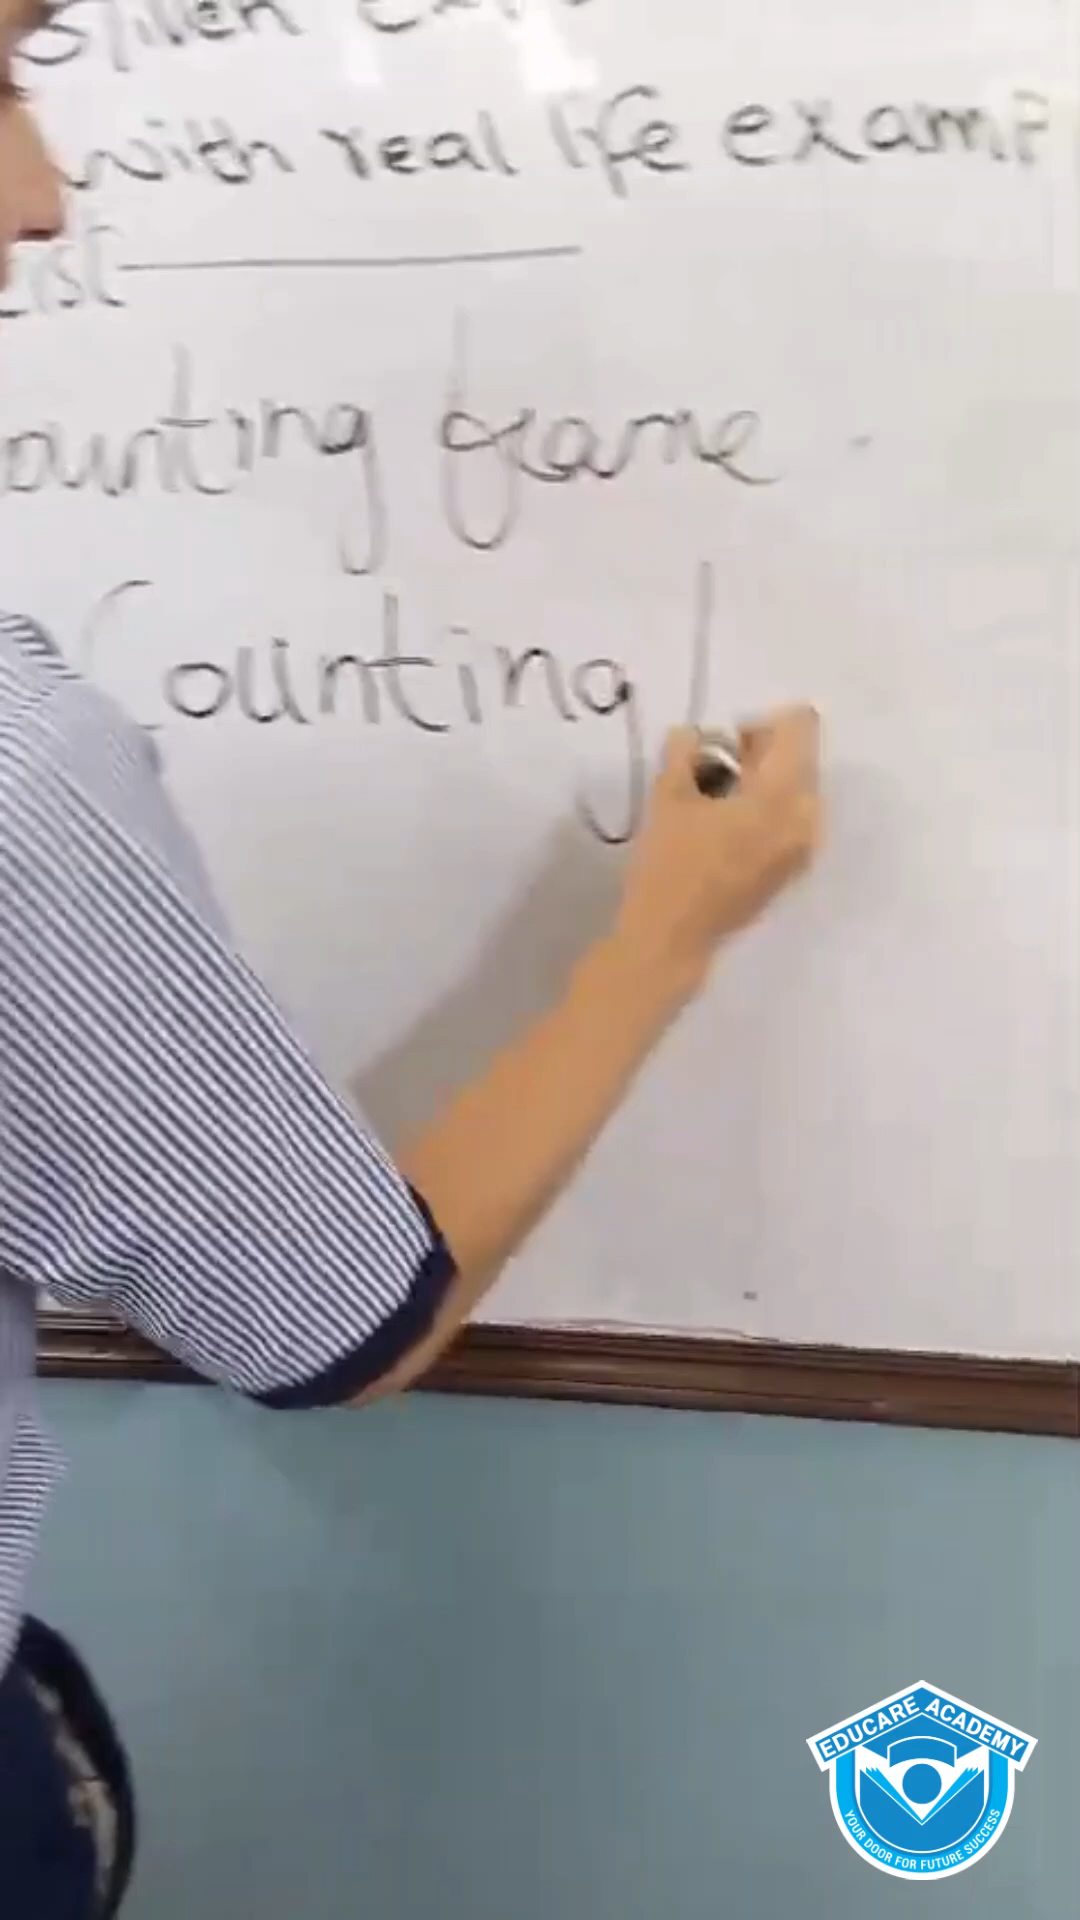 with real life examp
List
ounting frame
Counting
EDUCARE ACADEMY
YOUR DOOR FOR FUTURE SUCCESS